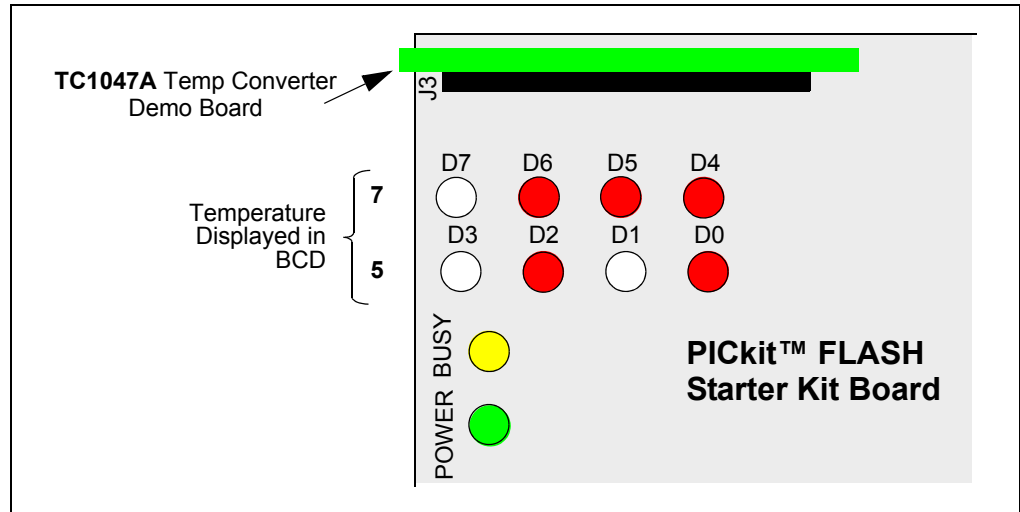 TC1047A Temp Converter
Demo Board
J3
D7 D6 D5 D4
7
Temperature
Displayed in
BCD
D3 D2 D1 D0
5
BUSY
POWER
PICkit™ FLASH
Starter Kit Board